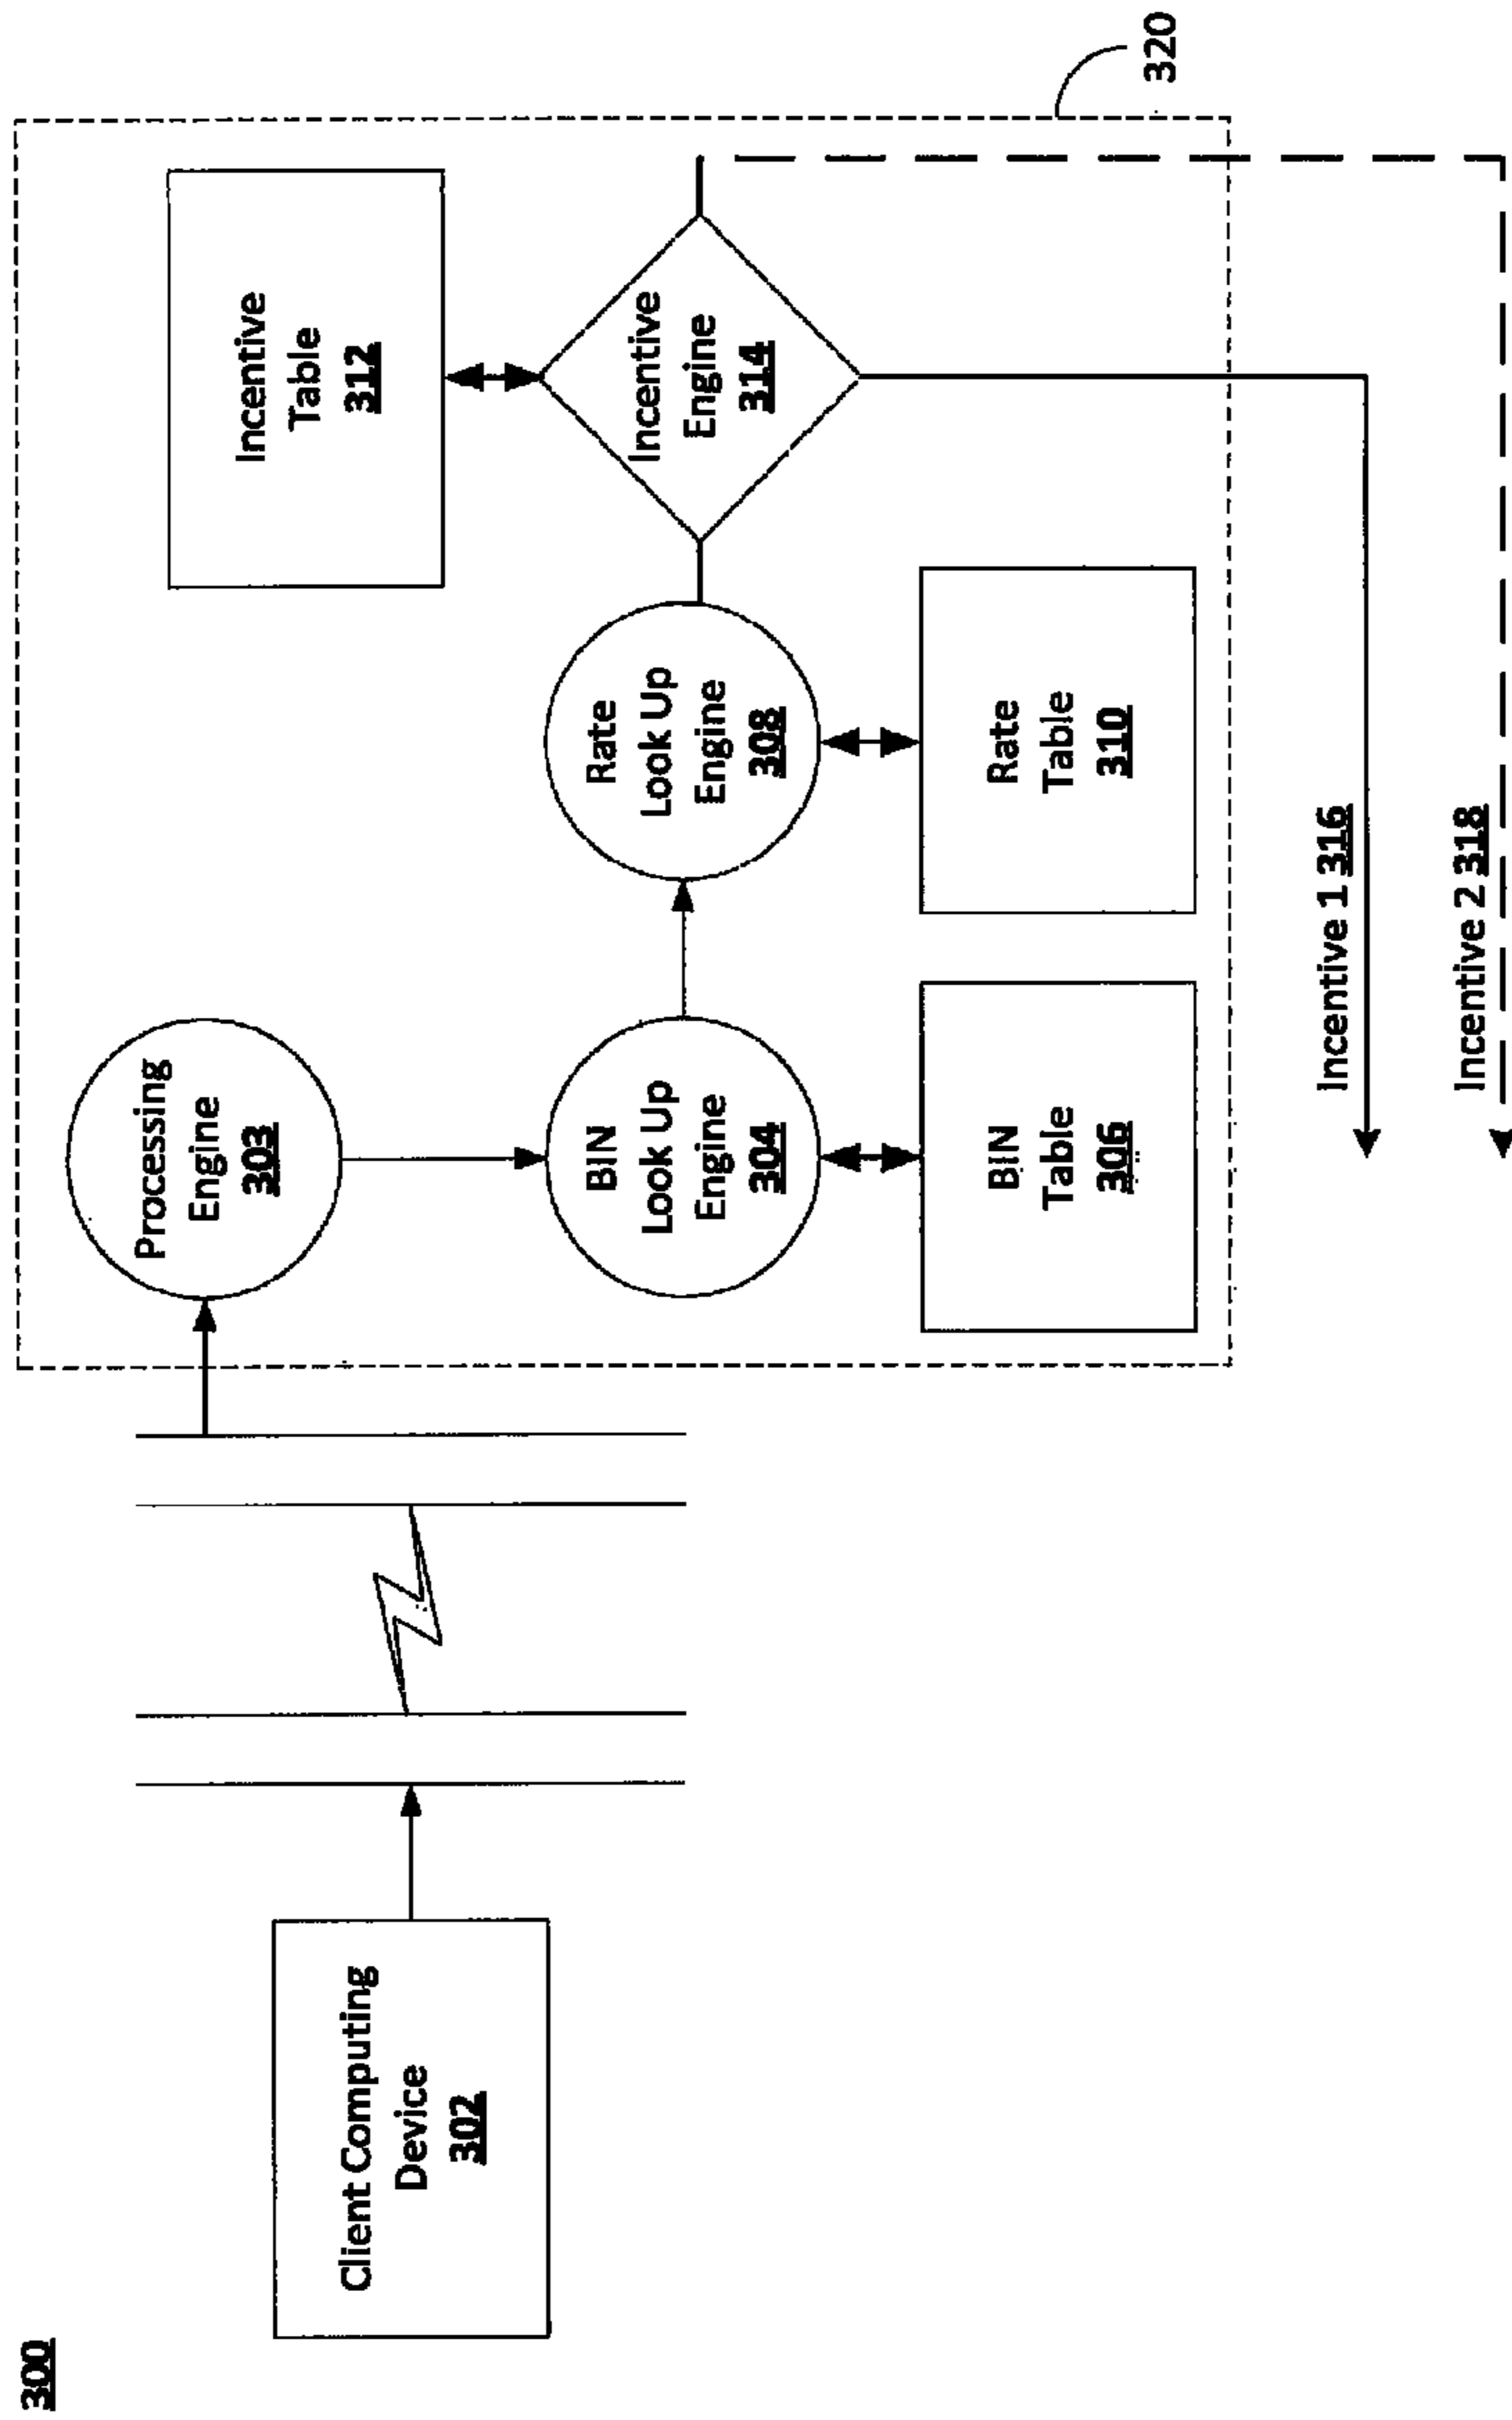 300
Client Computing
Device
302
Processing
Engine
303
BIN
Look Up
Engine
304
BIN
Table
306
Rate
Look Up
Engine
308
Rate
Table
310
Incentive
Table
312
Incentive
Engine
314
Incentive 1 316
Incentive 2 318
320